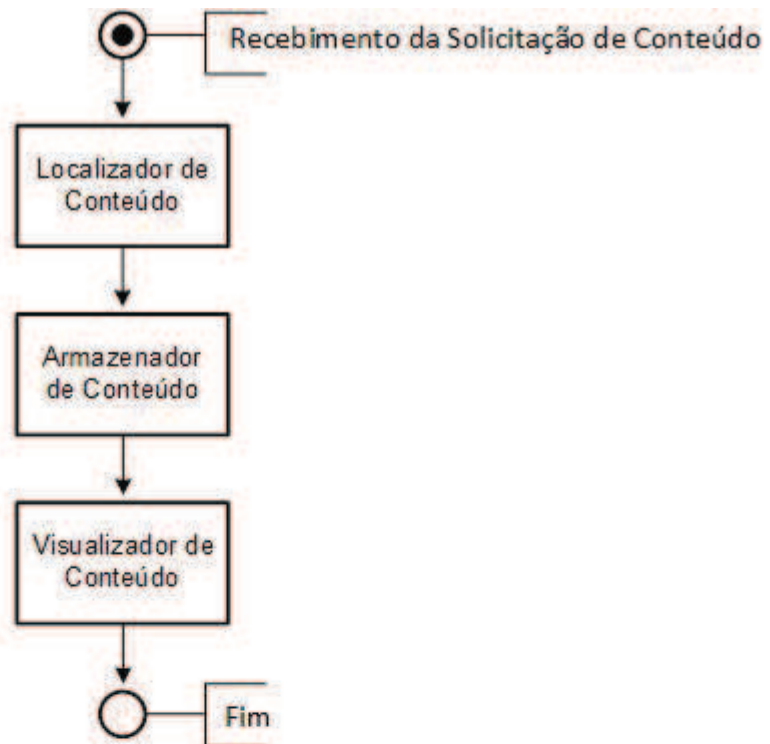 Recebimento da Solicitação de Conteúdo
Localizador de
Conteúdo
Armazenador
de Conteúdo
Visualizador de
Conteúdo
Fim